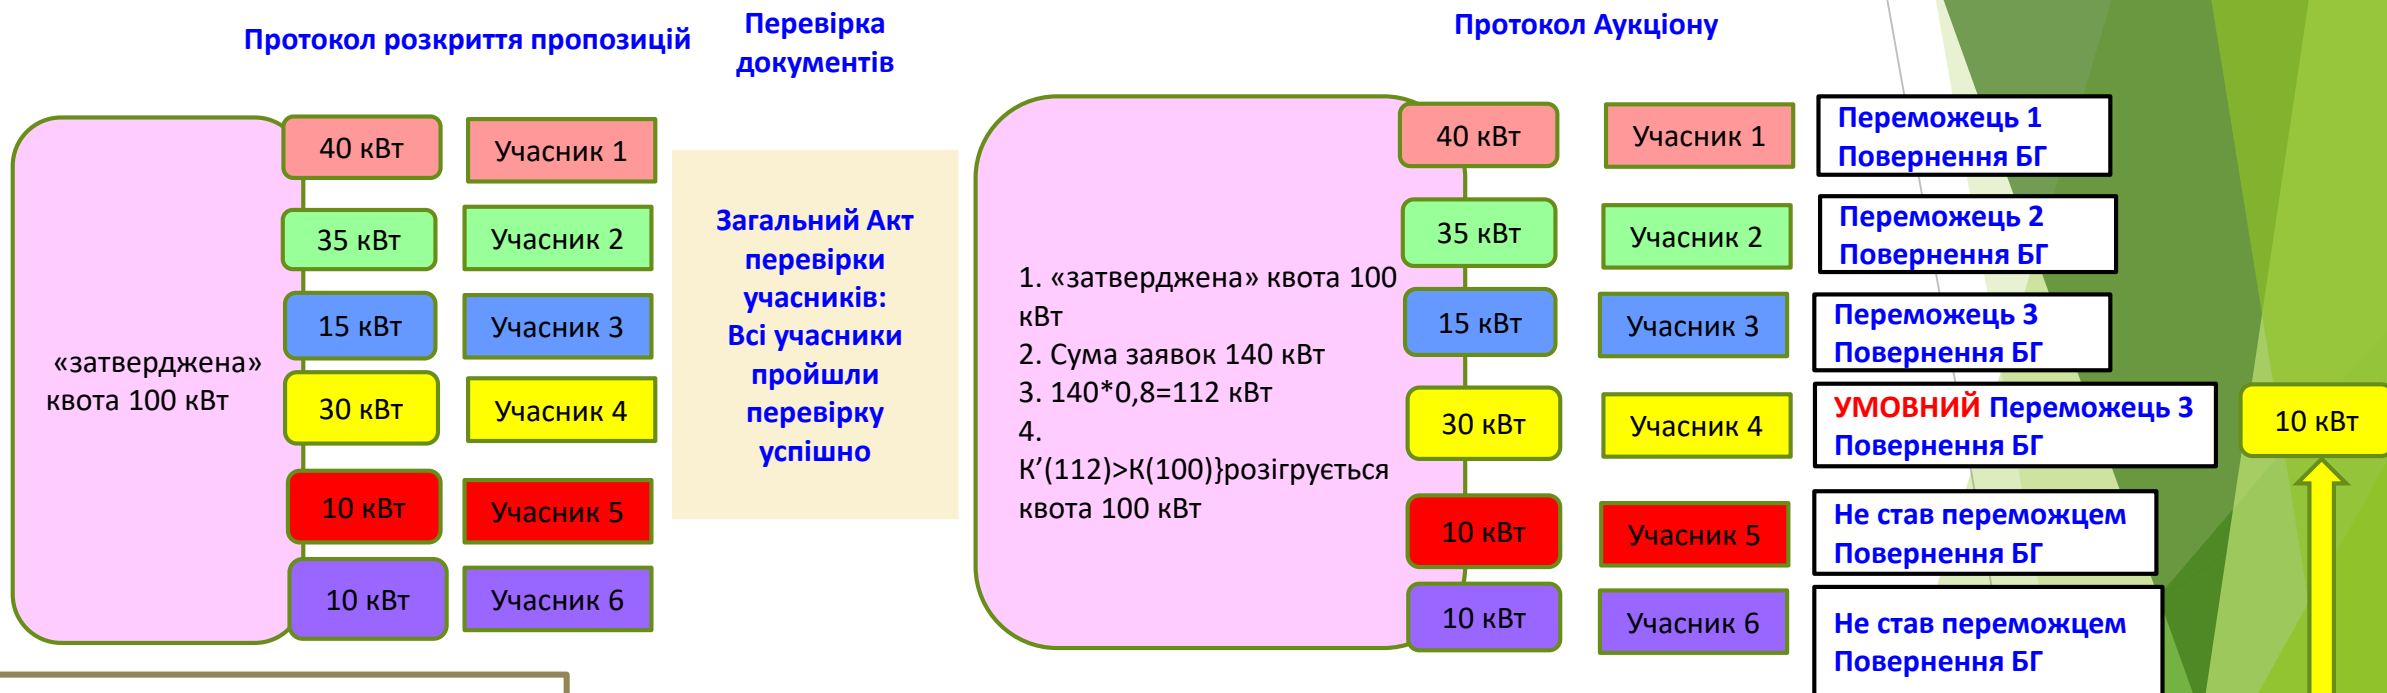 Протокол розкриття пропозицій
Перевірка
документів
Протокол Аукціону
«затверджена»
квота 100 кВт
40 кВт
Учасник 1
35 кВт
Учасник 2
15 кВт
Учасник 3
30 кВт
Учасник 4
10 кВт
Учасник 5
10 кВт
Учасник 6
Загальний Акт
перевірки
учасників:
Всі учасники
пройшли
перевірку
успішно
1. «затверджена» квота 100
кВт
2. Сума заявок 140 кВт
3. 140*0,8=112 кВт
4.
К’(112)>К(100)}розігрується
квота 100 кВт
40 кВт
Учасник 1
Переможець 1
Повернення БГ
35 кВт
Учасник 2
Переможець 2
Повернення БГ
15 кВт
Учасник 3
Переможець 3
Повернення БГ
30 кВт
Учасник 4
УМОВНИЙ Переможець 3
Повернення БГ
10 кВт
10 кВт
Учасник 5
Не став переможцем
Повернення БГ
10 кВт
Учасник 6
Не став переможцем
Повернення БГ